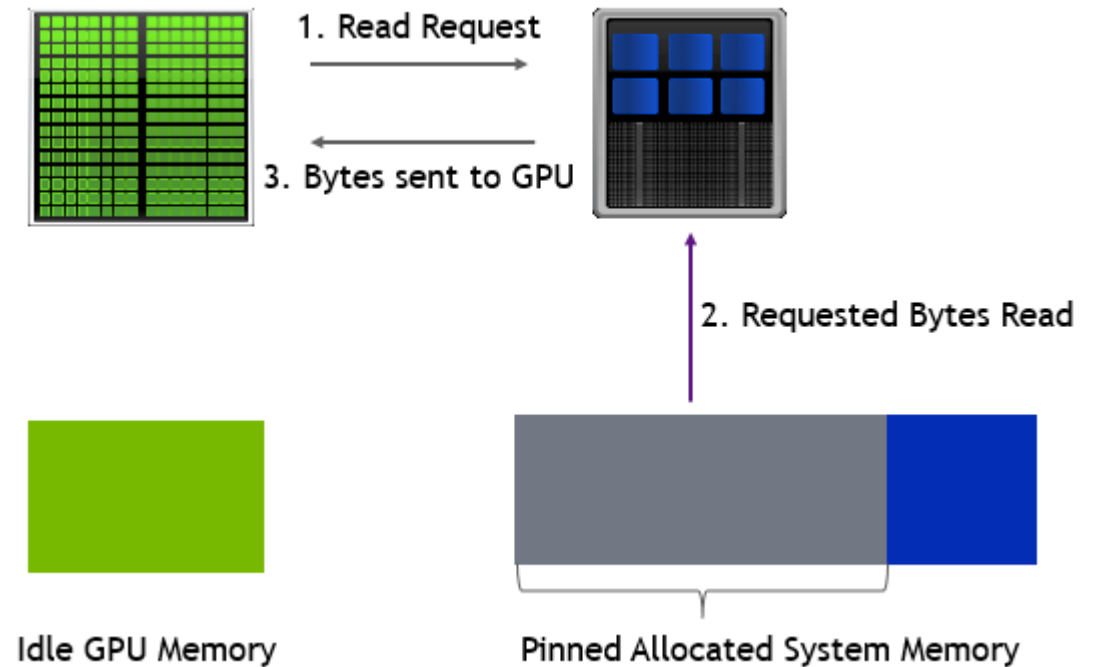 1. Read Request
3. Bytes sent to GPU
2. Requested Bytes Read
Idle GPU Memory
Pinned Allocated System Memory